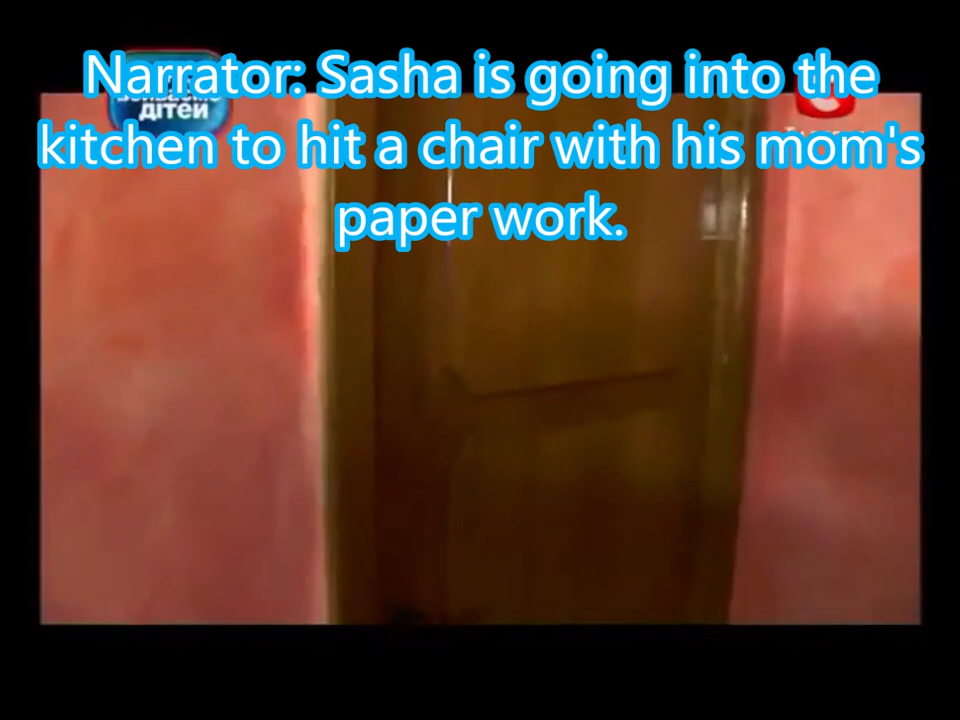 Narrator: Sasha is going into the
kitchen to hit a chair with his mom's
paper work.
дітей